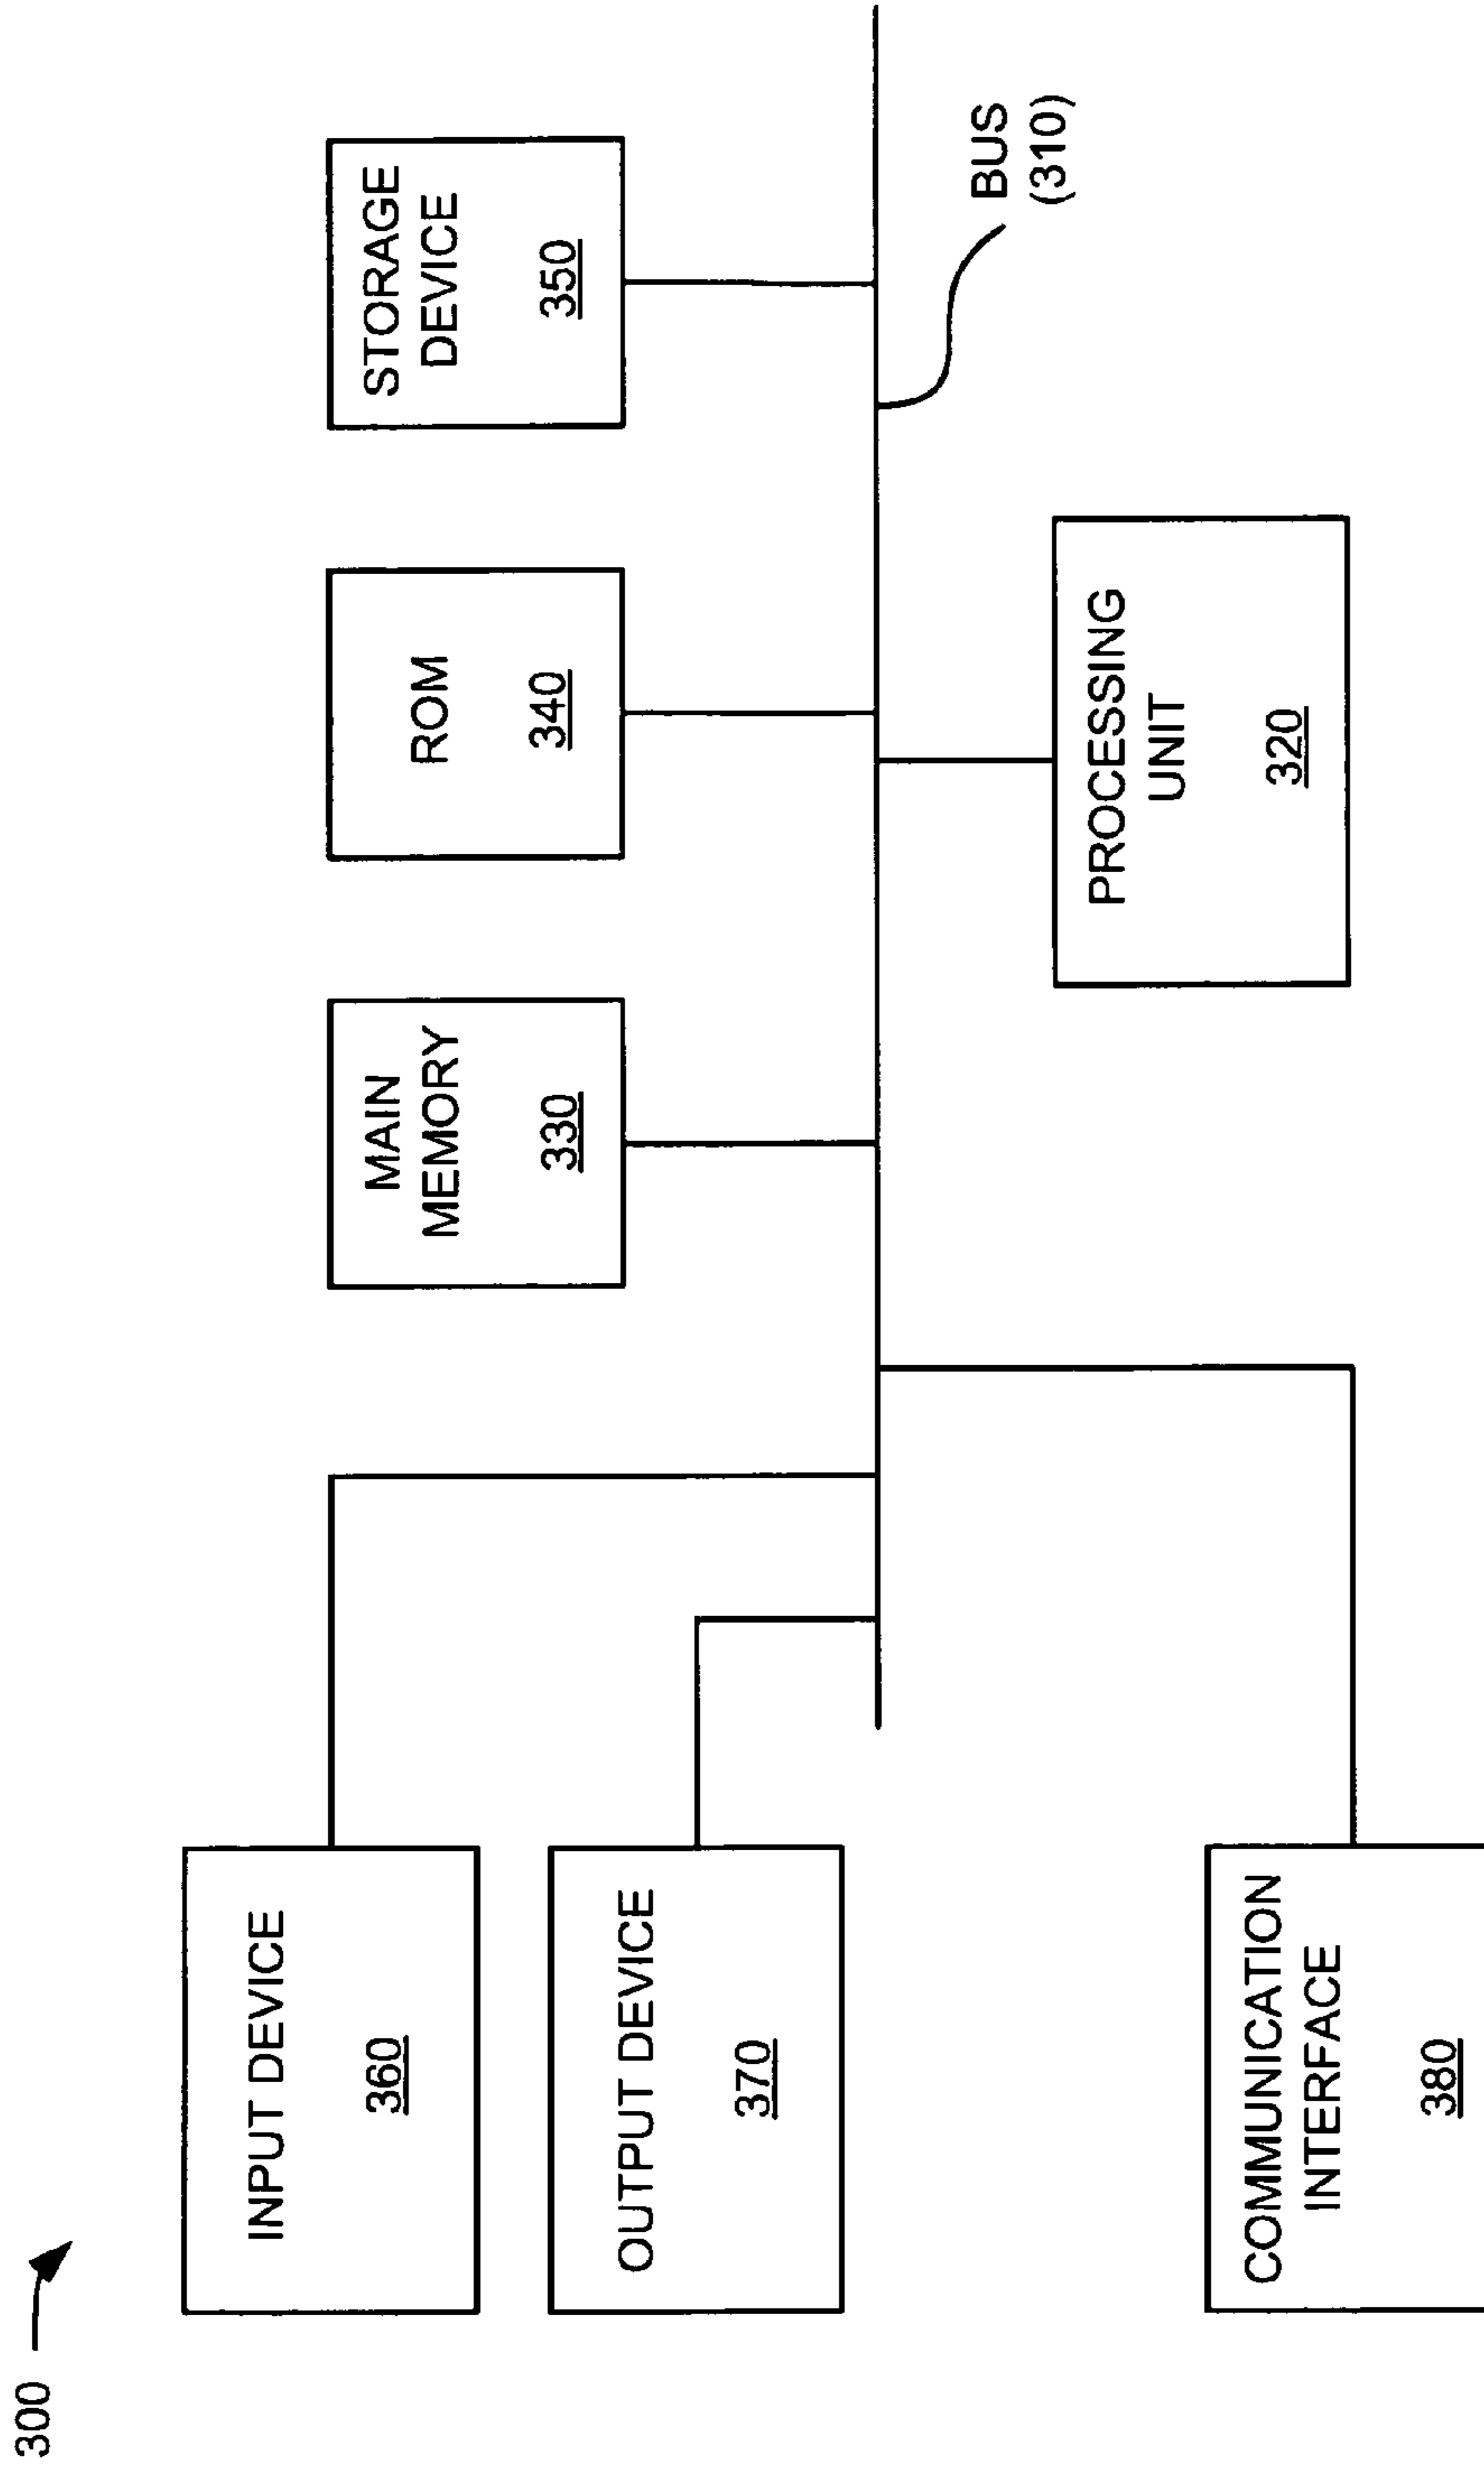 300
INPUT DEVICE
360
OUTPUT DEVICE
370
COMMUNICATION
INTERFACE
380
MAIN
MEMORY
330
ROM
340
STORAGE
DEVICE
350
PROCESSING
UNIT
320
BUS
(310)